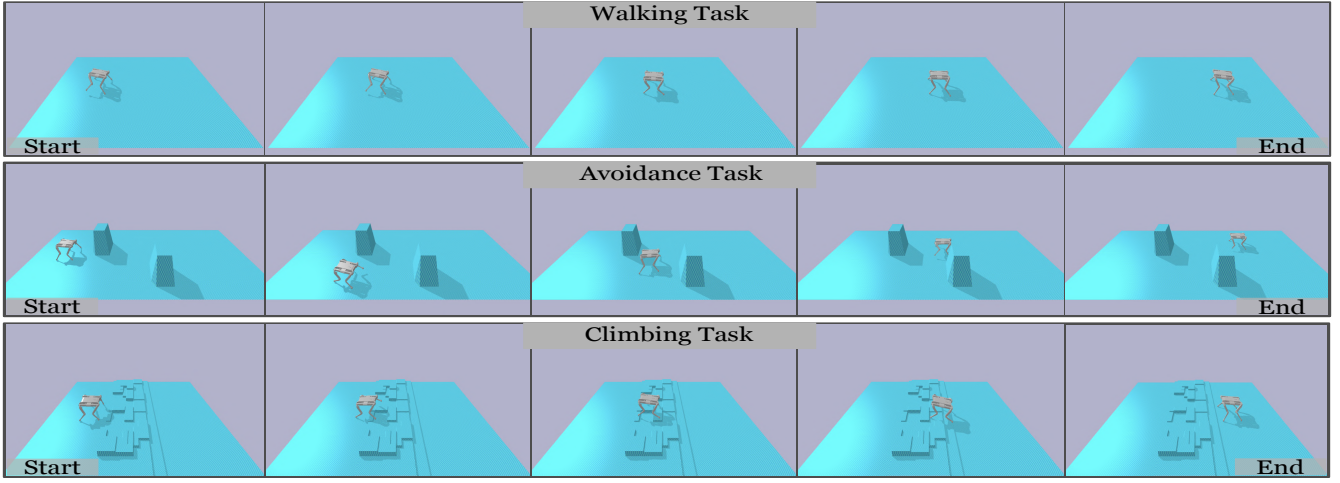 Walking Task
Start
End
Avoidance Task
Start
End
Climbing Task
Start
End